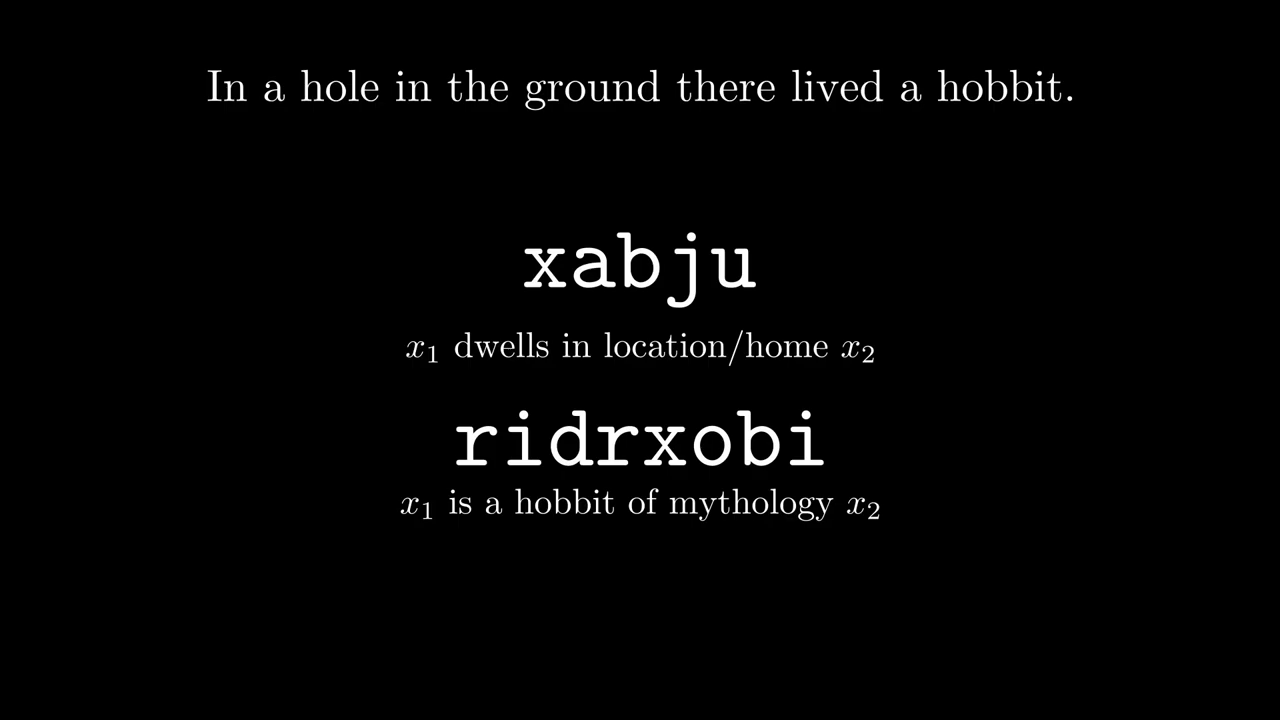 In a hole in the ground there lived a hobbit.
xabju
x₁ dwells in location/home x₂
ridrxobi
x₁ is a hobbit of mythology x₂